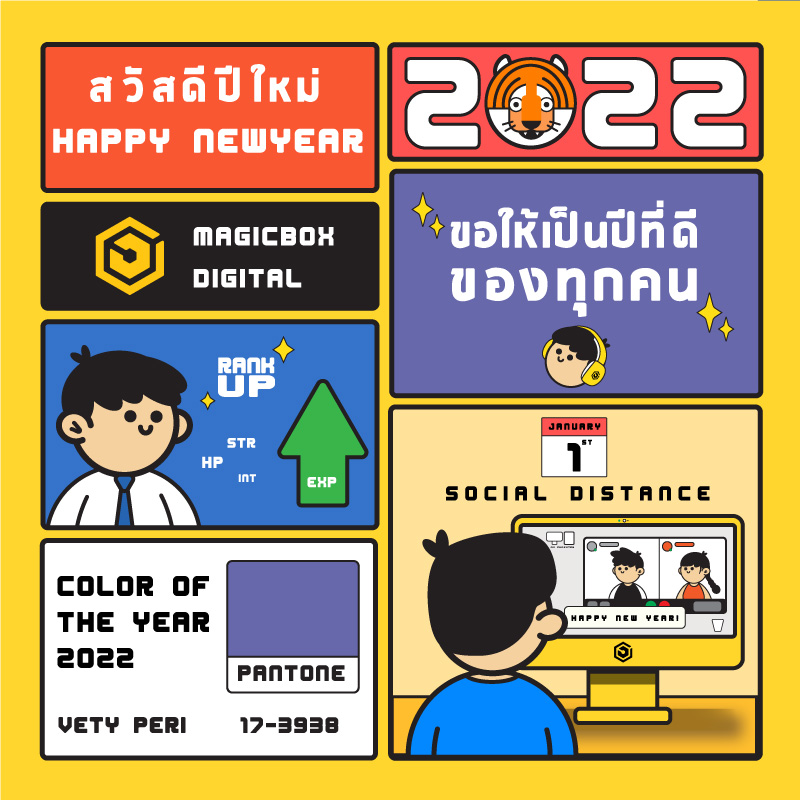 สวัสดีปีใหม่
HAPPY NEWYEAR
2022
MAGICBOX
DIGITAL
ขอให้เป็นปีที่ดี
ของทุกคน
RANK
UP
STR
HP
INT
EXP
JANUARY
1ST
SOCIAL DISTANCE
HAPPY NEW YEAR!
COLOR OF
THE YEAR
2022
PANTONE
VETY PERI 17-3938